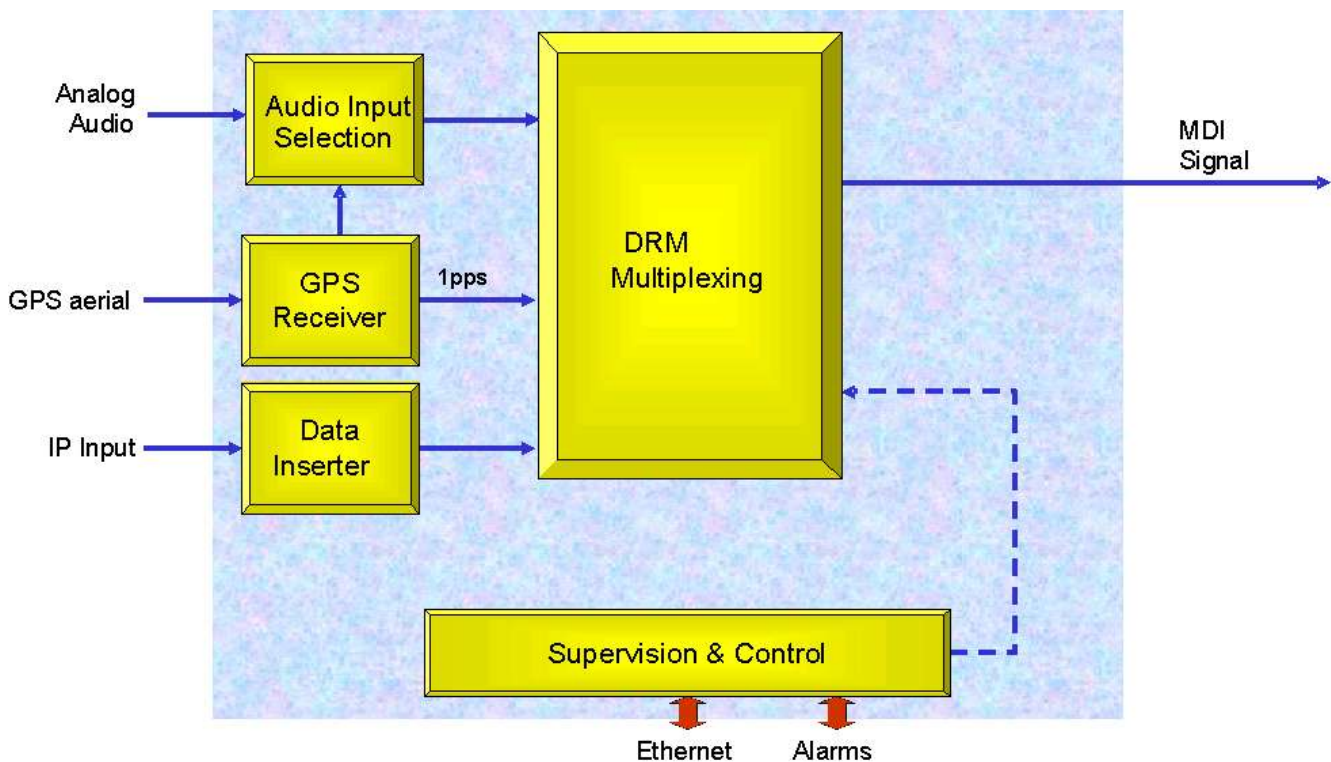 Analog
Audio
Audio Input
Selection
MDI
Signal
DRM
Multiplexing
GPS aerial
GPS
Receiver
1pps
IP Input
Data
Inserter
Supervision & Control
Ethernet
Alarms